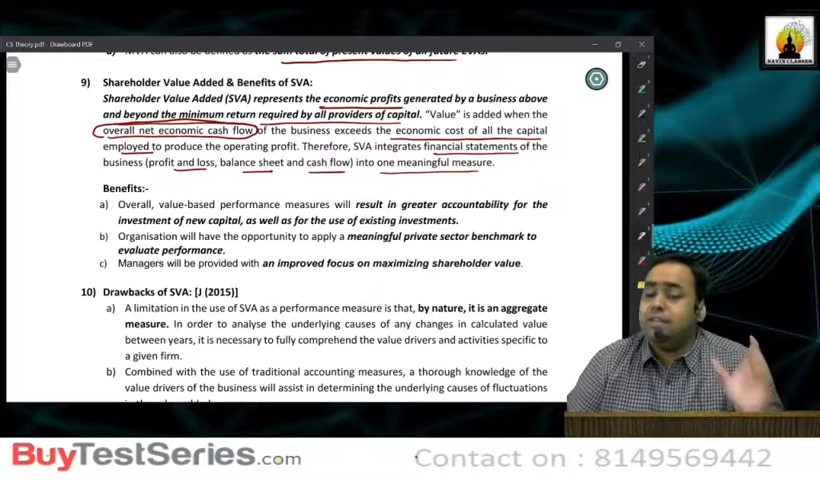 CS Theory.pdf - Drawboard PDF
NAVIN CLASSES
sum total of present values of all future EVAs.
9) Shareholder Value Added & Benefits of SVA:
Shareholder Value Added (SVA) represents the economic profits generated by a business above
and beyond the minimum return required by all providers of capital. “Value” is added when the
overall net economic cash flow of the business exceeds the economic cost of all the capital
employed to produce the operating profit. Therefore, SVA integrates financial statements of the
business (profit and loss, balance sheet and cash flow) into one meaningful measure.
Benefits:-
a) Overall, value-based performance measures will result in greater accountability for the
investment of new capital, as well as for the use of existing investments.
b) Organisation will have the opportunity to apply a meaningful private sector benchmark to
evaluate performance.
c) Managers will be provided with an improved focus on maximizing shareholder value.
10) Drawbacks of SVA: [J (2015)]
a) A limitation in the use of SVA as a performance measure is that, by nature, it is an aggregate
measure. In order to analyse the underlying causes of any changes in calculated value
between years, it is necessary to fully comprehend the value drivers and activities specific to
a given firm.
b) Combined with the use of traditional accounting measures, a thorough knowledge of the
value drivers of the business will assist in determining the underlying causes of fluctuations
BuyTestSeries.com
Contact on : 8149569442